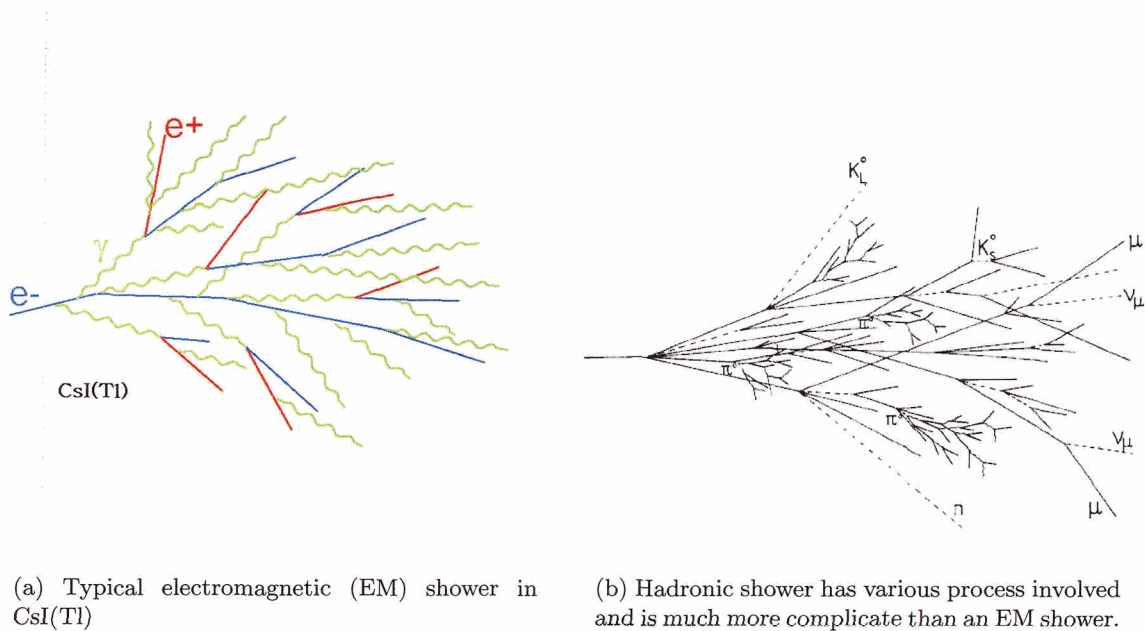 e+
γ
e-
CsI(Tl)
K°L
K°S
μ
νμ
π°
π°
π°
νμ
n
μ
(a) Typical electromagnetic (EM) shower in
CsI(Tl)
(b) Hadronic shower has various process involved
and is much more complicate than an EM shower.